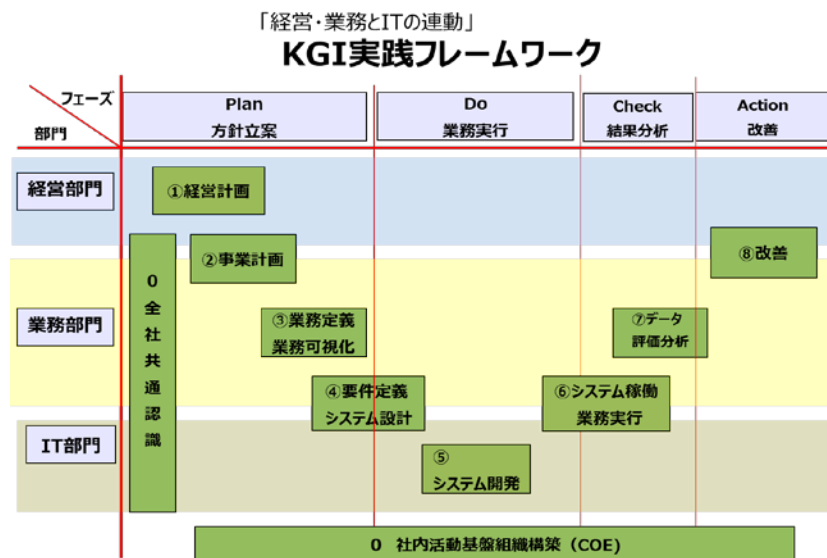 「経営・業務とITの連動」
KGI実践フレームワーク
フェーズ
部門
Plan
方針立案
Do
業務実行
Check
結果分析
Action
改善
経営部門
①経営計画
②事業計画
⑧改善
0全社共通認識
業務部門
③業務定義
業務可視化
⑦データ
評価分析
④要件定義
システム設計
⑥システム稼働
業務実行
IT部門
⑤
システム開発
0 社内活動基盤組織構築（COE）